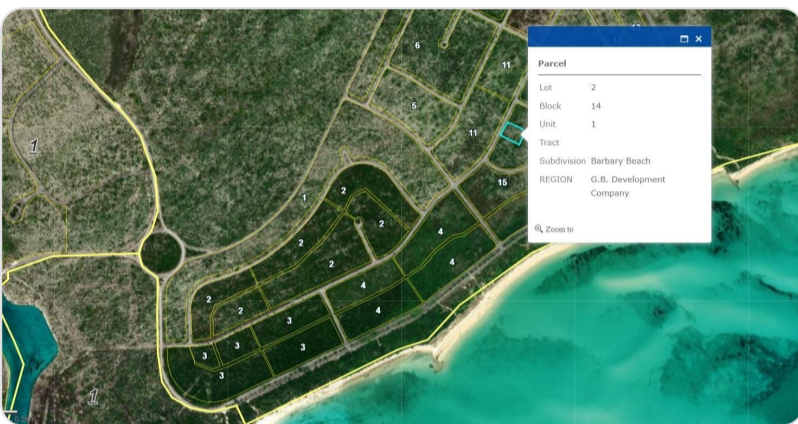 6
11
5
11
15
1
1
2
2
4
2
2
4
4
2
2
4
3
3
3
3
3
1
Parcel
Lot 2
Block 14
Unit 1
Tract
Subdivision Barbary Beach
REGION G.B. Development
Company
Zoom to